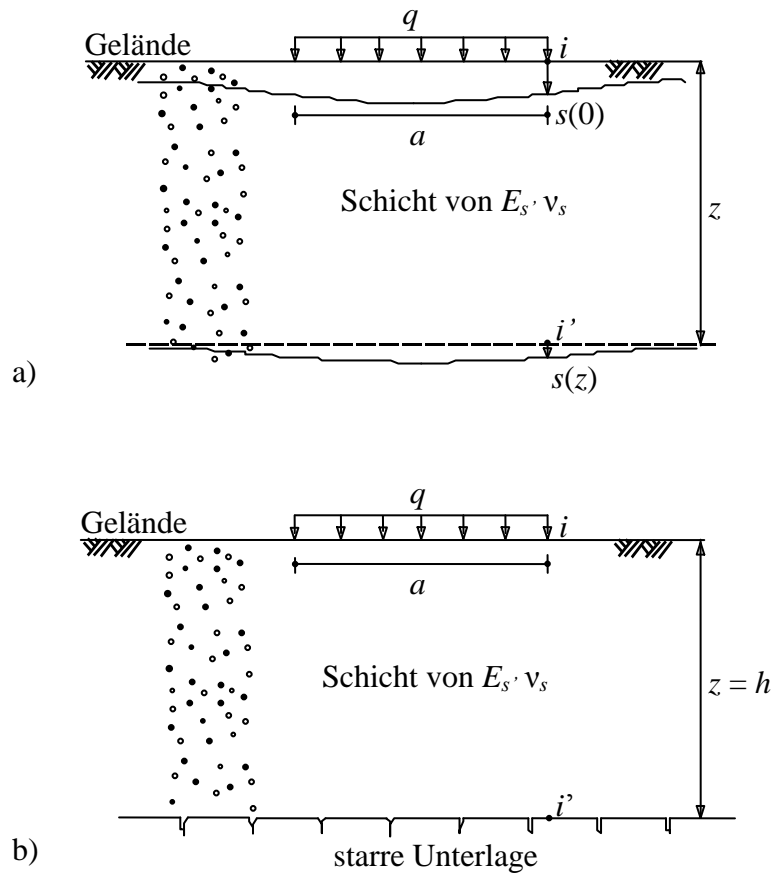 q
Gelände
i
s(0)
a
Schicht von Es, νs
z
i'
s(z)
a)
q
Gelände
i
a
Schicht von Es, νs
z = h
i'
b)
starre Unterlage